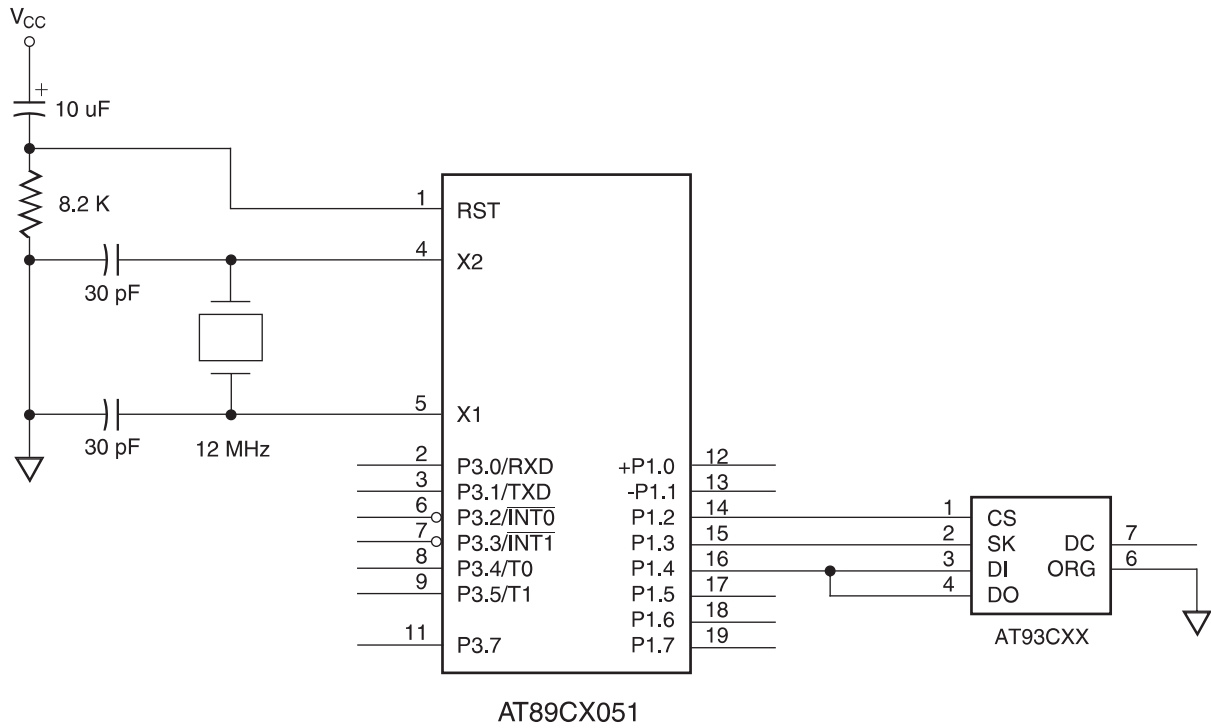 VCC
+
10 uF
8.2 K
30 pF
30 pF
12 MHz
1 RST
4 X2
5 X1
2 P3.0/RXD
3 P3.1/TXD
6 P3.2/INT0
7 P3.3/INT1
8 P3.4/T0
9 P3.5/T1
11 P3.7
+P1.0 12
-P1.1 13
P1.2 14
P1.3 15
P1.4 16
P1.5 17
P1.6 18
P1.7 19
AT89CX051
1 CS
2 SK
3 DI
4 DO
DC 7
ORG 6
AT93CXX